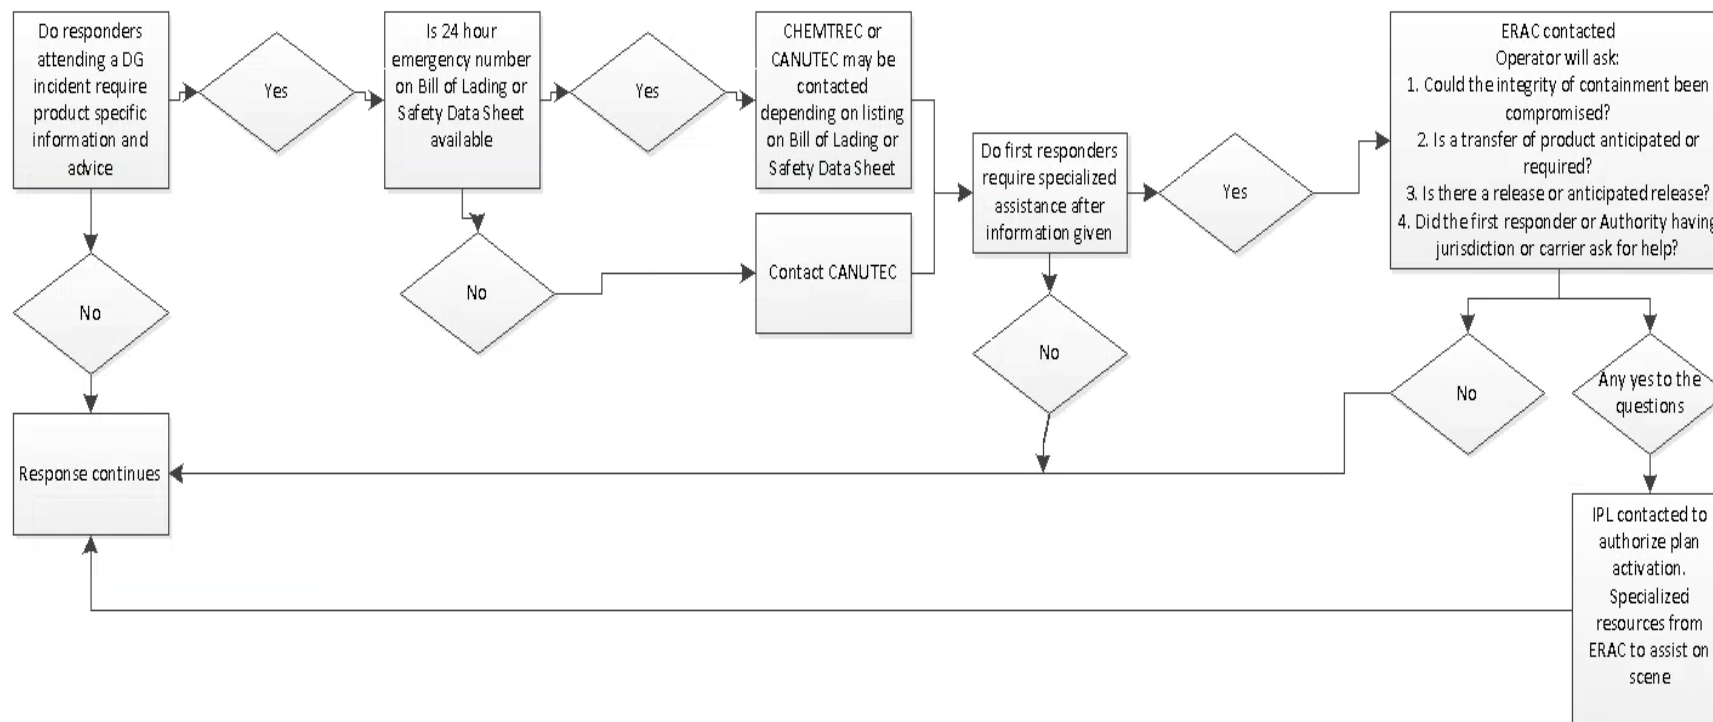 Do responders
attending a DG
incident require
product specific
information and
advice
Yes
Is 24 hour
emergency number
on Bill of Lading or
Safety Data Sheet
available
Yes
CHEMTREC or
CANUTEC may be
contacted
depending on listing
on Bill of Lading or
Safety Data Sheet
Do first responders
require specialized
assistance after
information given
Yes
ERAC contacted
Operator will ask:
1. Could the integrity of containment been
compromised?
2. Is a transfer of product anticipated or
required?
3. Is there a release or anticipated release?
4. Did the first responder or Authority having
jurisdiction or carrier ask for help?
No
No
Contact CANUTEC
No
No
Any yes to the
questions
Response continues
IPL contacted to
authorize plan
activation.
Specialized
resources from
ERAC to assist on
scene